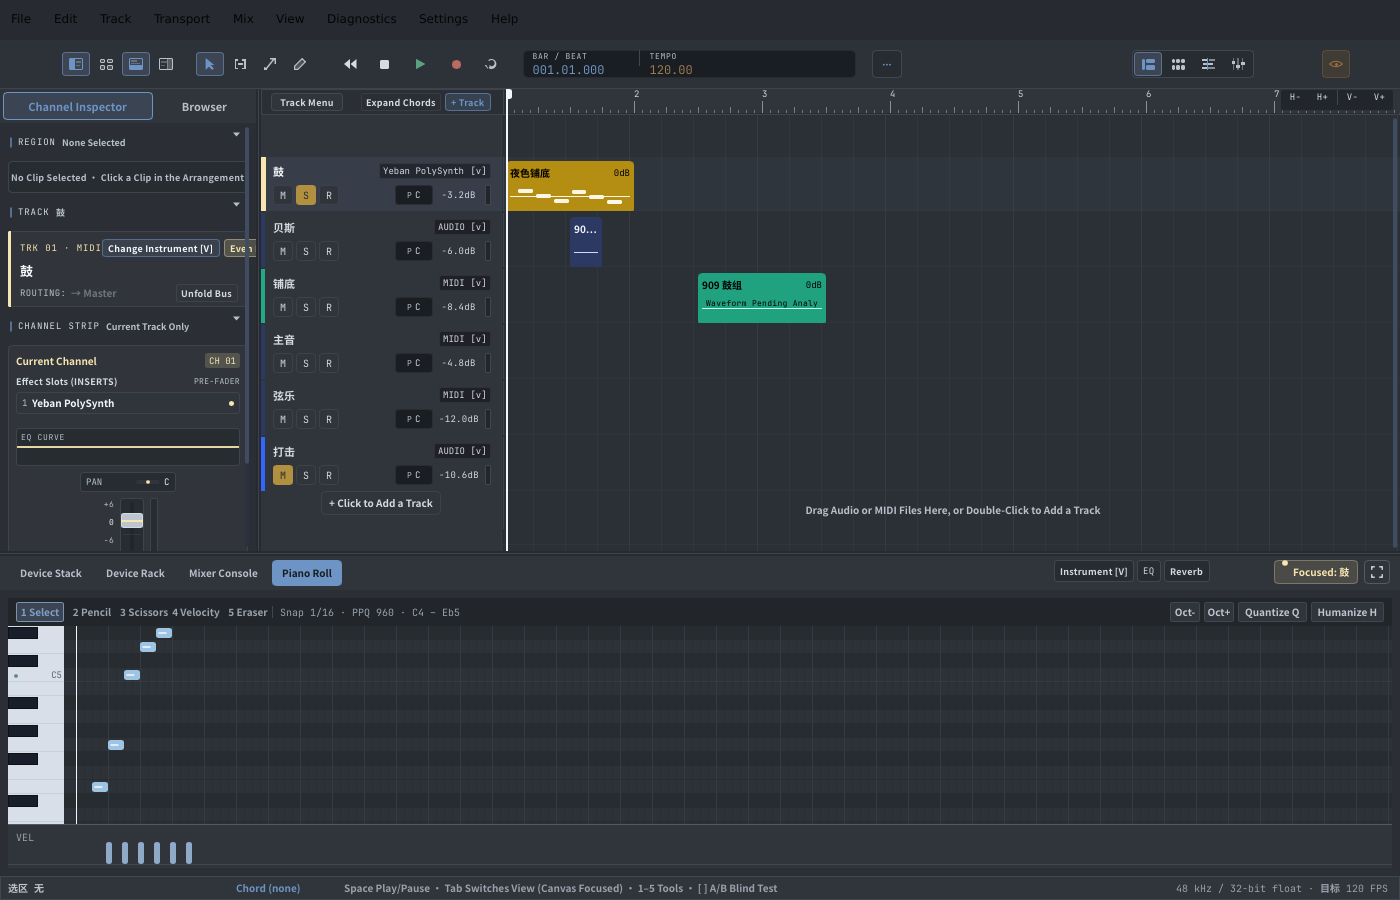 File Edit Track Transport Mix View Diagnostics Settings Help
BAR / BEAT TEMPO
001.01.000 120.00
...
Channel Inspector Browser
Track Menu Expand Chords + Track
2 3 4 5 6 7
H- H+ V- V+
REGION None Selected
No Clip Selected • Click a Clip in the Arrangement
TRACK 鼓
TRK 01 · MIDI Change Instrument [V] Even
鼓
ROUTING: → Master Unfold Bus
CHANNEL STRIP Current Track Only
Current Channel CH 01
Effect Slots (INSERTS) PRE-FADER
1 Yeban PolySynth
EQ CURVE
PAN C
+6
0
-6
鼓 Yeban PolySynth [v]
M S R P C -3.2dB
贝斯 AUDIO [v]
M S R P C -6.0dB
铺底 MIDI [v]
M S R P C -8.4dB
主音 MIDI [v]
M S R P C -4.8dB
弦乐 MIDI [v]
M S R P C -12.0dB
打击 AUDIO [v]
M S R P C -10.6dB
+ Click to Add a Track
夜色铺底 0dB
90...
909 鼓组 0dB
Waveform Pending Analy
Drag Audio or MIDI Files Here, or Double-Click to Add a Track
Device Stack Device Rack Mixer Console Piano Roll
Instrument [V] EQ Reverb Focused: 鼓
1 Select 2 Pencil 3 Scissors 4 Velocity 5 Eraser Snap 1/16 · PPQ 960 · C4 – Eb5
Oct- Oct+ Quantize Q Humanize H
C5
VEL
选区 无 Chord (none) Space Play/Pause • Tab Switches View (Canvas Focused) • 1–5 Tools • [ ] A/B Blind Test 48 kHz / 32-bit float · 目标 120 FPS